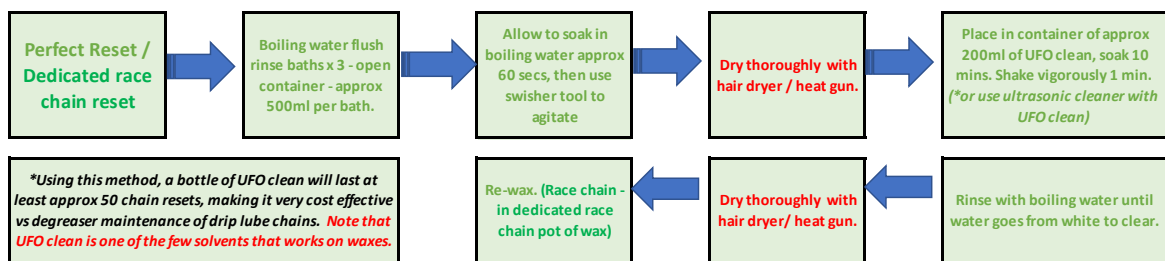 Perfect Reset /
Dedicated race
chain reset
Boiling water flush
rinse baths x 3 - open
container - approx
500ml per bath.
Allow to soak in
boiling water approx
60 secs, then use
swisher tool to
agitate
Dry thoroughly with
hair dryer / heat gun.
Place in container of approx
200ml of UFO clean, soak 10
mins. Shake vigorously 1 min.
(*or use ultrasonic cleaner with
UFO clean)
Rinse with boiling water until
water goes from white to clear.
Dry thoroughly with
hair dryer/ heat gun.
Re-wax. (Race chain -
in dedicated race
chain pot of wax)
*Using this method, a bottle of UFO clean will last at
least approx 50 chain resets, making it very cost effective
vs degreaser maintenance of drip lube chains. Note that
UFO clean is one of the few solvents that works on waxes.